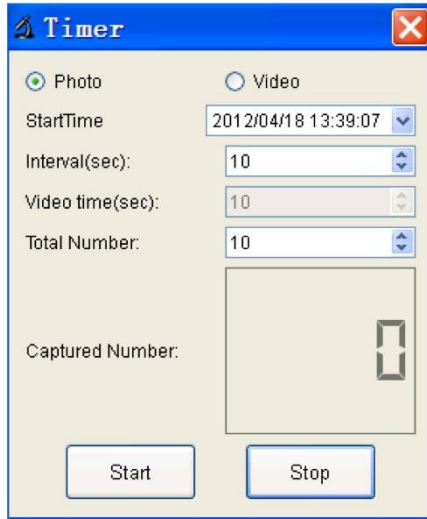 Timer
Photo Video
StartTime 2012/04/18 13:39:07
Interval(sec): 10
Video time(sec): 10
Total Number: 10
Captured Number: 0
Start Stop